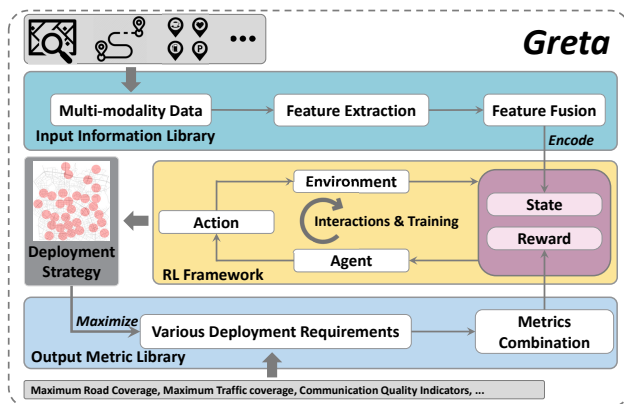 Greta
P
Multi-modality Data
Feature Extraction
Feature Fusion
Input Information Library
Encode
Environment
State
Action
Interactions & Training
Reward
Deployment
Strategy
Agent
RL Framework
Maximize
Various Deployment Requirements
Metrics
Combination
Output Metric Library
Maximum Road Coverage, Maximum Traffic coverage, Communication Quality Indicators, ...